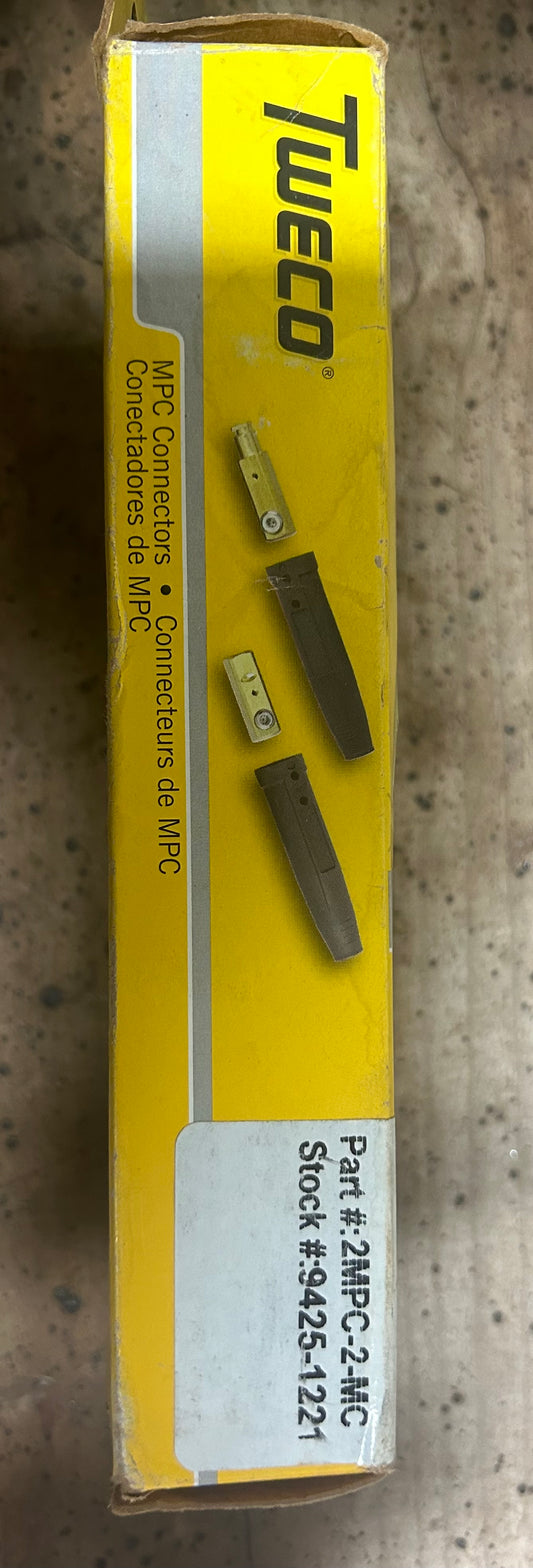 TWECO®
MPC Connectors • Connecteurs de MPC
Conectadores de MPC
Part #:2MPC-2-MC
Stock #:9425-1221